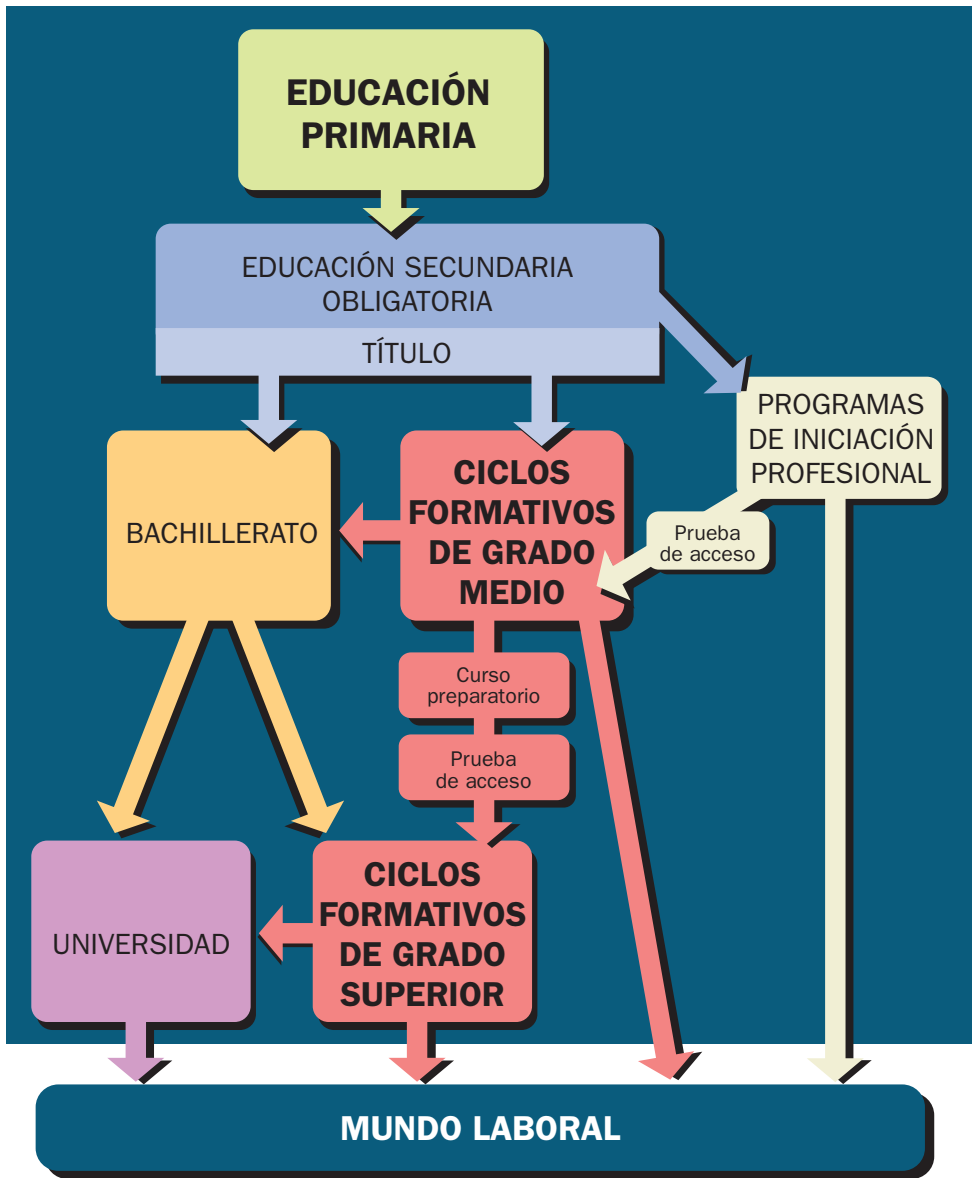 EDUCACIÓN
PRIMARIA
EDUCACIÓN SECUNDARIA
OBLIGATORIA
TÍTULO
PROGRAMAS
DE INICIACIÓN
PROFESIONAL
BACHILLERATO
CICLOS
FORMATIVOS
DE GRADO
MEDIO
Prueba
de acceso
Curso
preparatorio
Prueba
de acceso
UNIVERSIDAD
CICLOS
FORMATIVOS
DE GRADO
SUPERIOR
MUNDO LABORAL